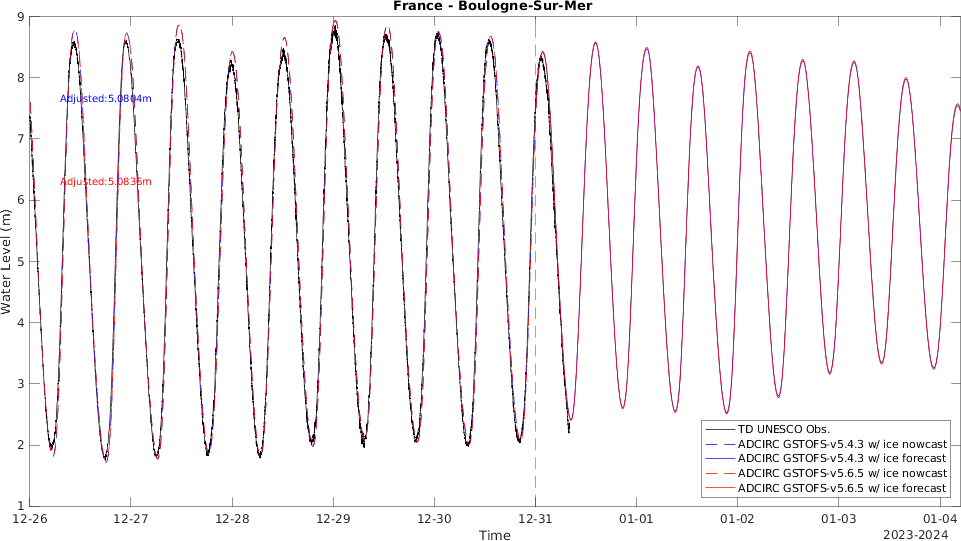 France - Boulogne-Sur-Mer
9
8
7
6
5
4
3
2
1
Water Level (m)
Adjusted:5.0804m
Adjusted:5.0836m
TD UNESCO Obs.
ADCIRC GSTOFS-v5.4.3 w/ ice nowcast
ADCIRC GSTOFS-v5.4.3 w/ ice forecast
ADCIRC GSTOFS-v5.6.5 w/ ice nowcast
ADCIRC GSTOFS-v5.6.5 w/ ice forecast
12-26 12-27 12-28 12-29 12-30 12-31 01-01 01-02 01-03 01-04
Time
2023-2024